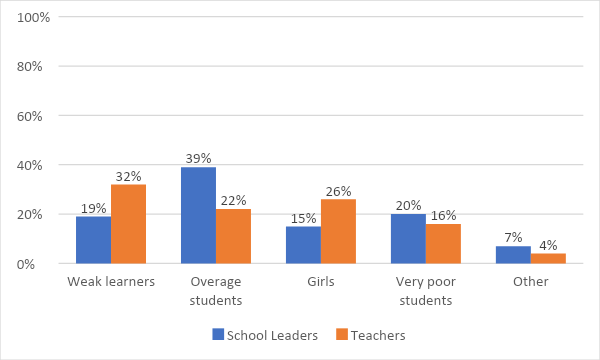 100%
80%
60%
40%
20%
0%
39%
32%
26%
22%
19%
20%
15%
16%
7%
4%
Weak learners
Overage
students
Girls
Very poor
students
Other
School Leaders
Teachers